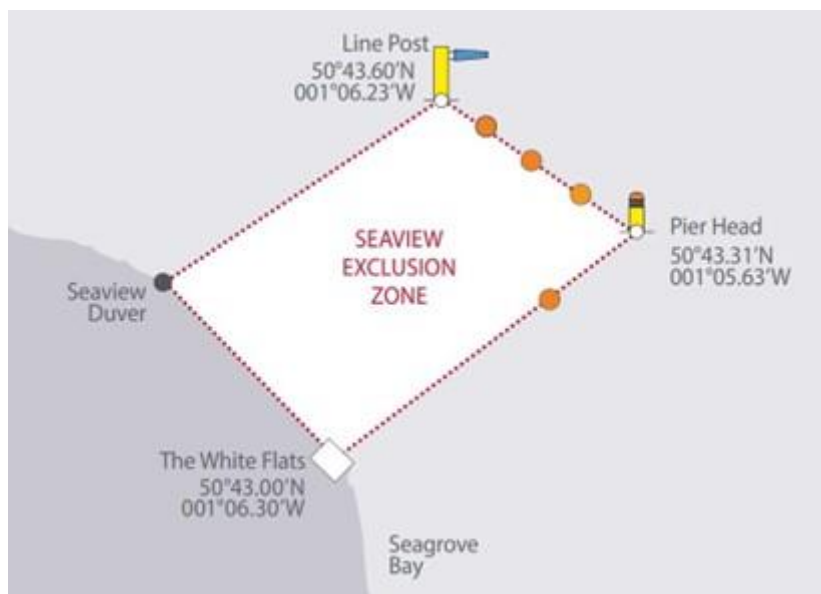 Line Post
50°43.60'N
001°06.23'W
SEAVIEW
EXCLUSION
ZONE
Pier Head
50°43.31'N
001°05.63'W
Seaview
Duver
The White Flats
50°43.00'N
001°06.30'W
Seagrove
Bay